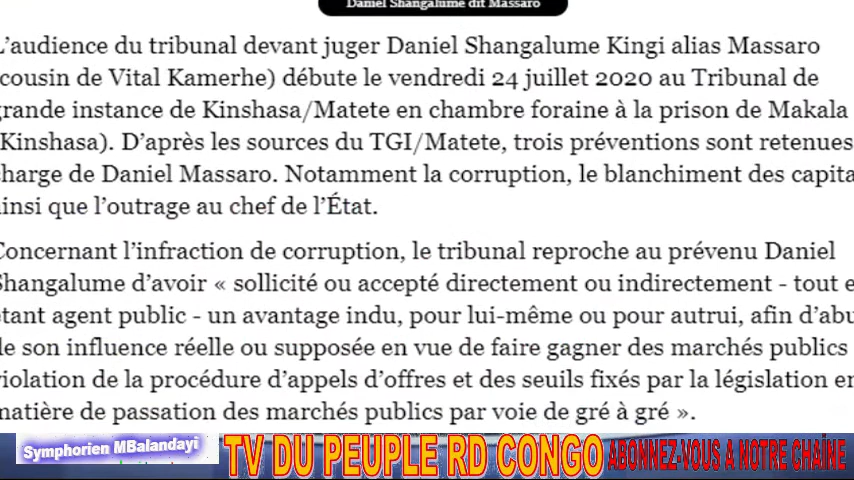 Daniel Shangalume dit Massaro
L'audience du tribunal devant juger Daniel Shangalume Kingi alias Massaro
cousin de Vital Kamerhe) débute le vendredi 24 juillet 2020 au Tribunal de
grande instance de Kinshasa/Matete en chambre foraine à la prison de Makala
Kinshasa). D'après les sources du TGI/Matete, trois préventions sont retenues
charge de Daniel Massaro. Notamment la corruption, le blanchiment des capita
ainsi que l'outrage au chef de l'État.
Concernant l'infraction de corruption, le tribunal reproche au prévenu Daniel
Shangalume d'avoir « sollicité ou accepté directement ou indirectement - tout e
étant agent public - un avantage indu, pour lui-même ou pour autrui, afin d'abu
de son influence réelle ou supposée en vue de faire gagner des marchés publics
violation de la procédure d'appels d'offres et des seuils fixés par la législation en
matière de passation des marchés publics par voie de gré à gré ».
Symphorien MBalandayi
TV DU PEUPLE RD CONGO
ABONNEZ-VOUS A NOTRE CHAÎNE